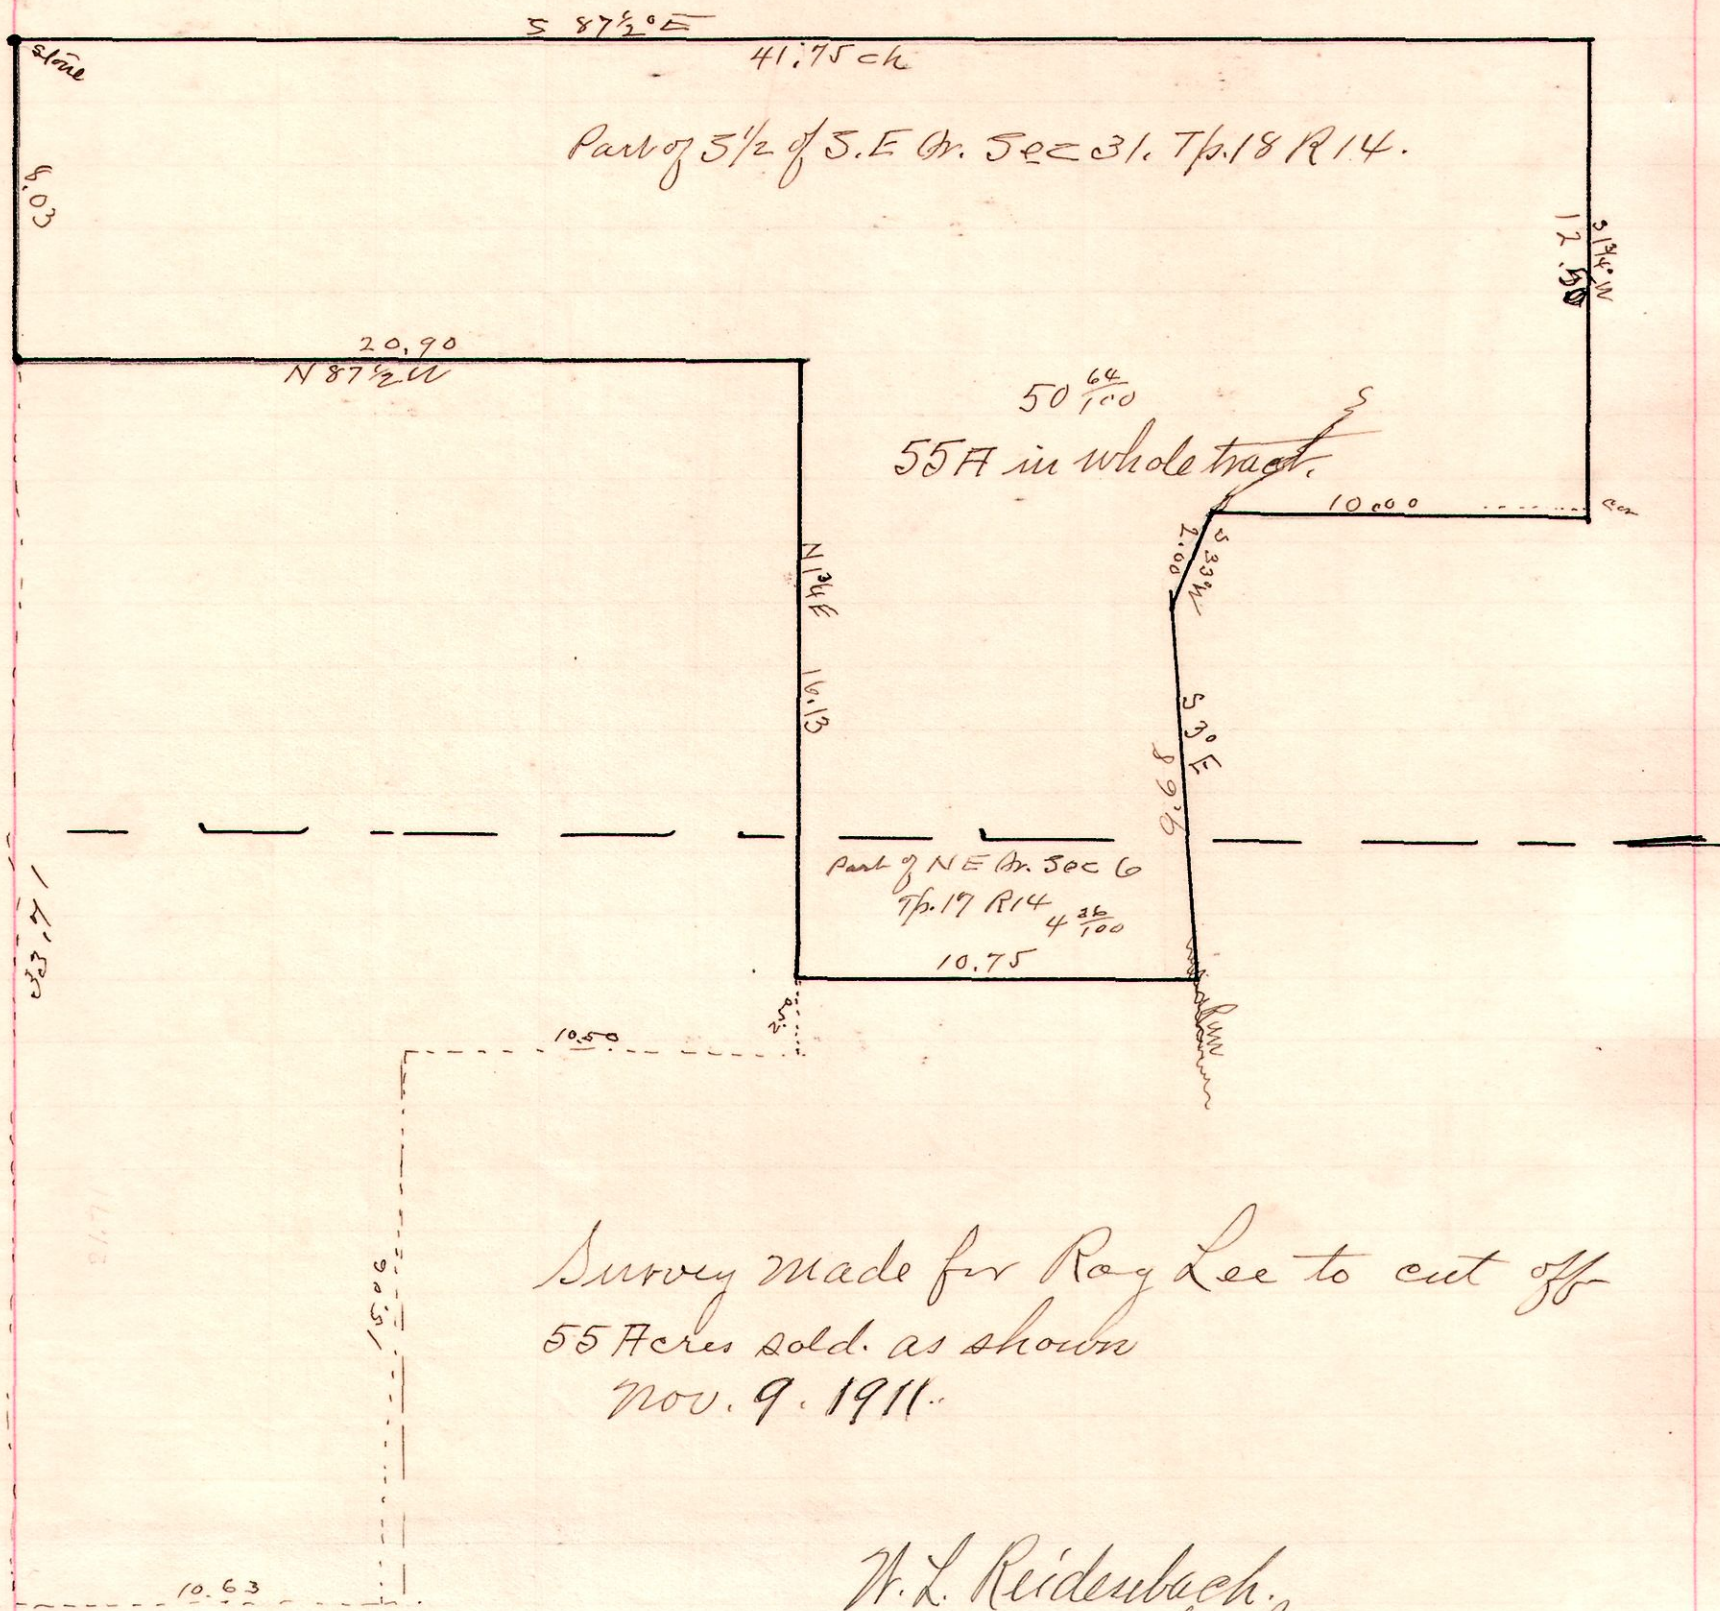 S 87½° E
41.75 ch
Stone
Part of S½ of S.E Qr. Sec 31. Tp. 18 R 14.
8.03
S 1¾° W
12.50
20.90
N 87½ W
50 64/100
S
55 A in whole tract.
10.00
2.00
S 33° W
N 1¾ E
16.13
S 3° E
9.68
Part of N E Qr. Sec 6
Tp. 17 R 14
4 36/100
33.71
10.75
10.50
Run
15.09
Survey made for Ray Lee to cut off
55 Acres sold. as shown
Nov. 9. 1911.
10.63
W. L. Reidenbach.